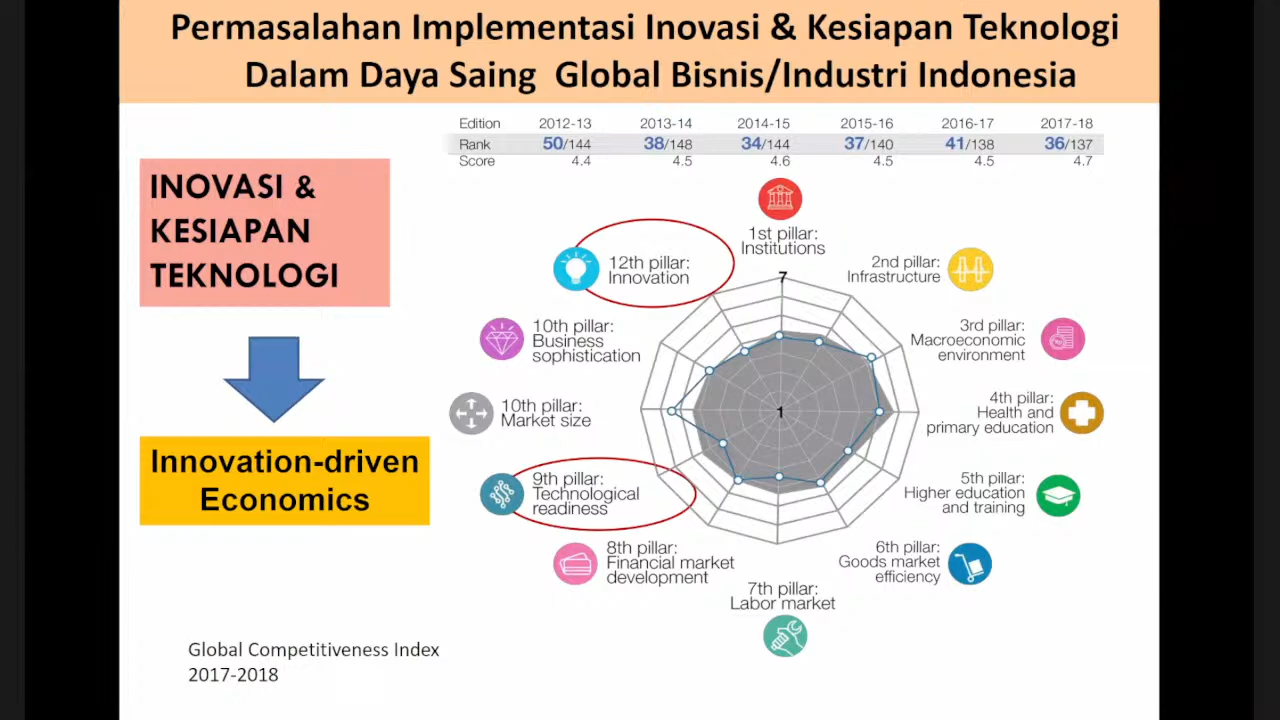 Permasalahan Implementasi Inovasi & Kesiapan Teknologi
Dalam Daya Saing Global Bisnis/Industri Indonesia
Edition 2012-13 2013-14 2014-15 2015-16 2016-17 2017-18
Rank 50/144 38/148 34/144 37/140 41/138 36/137
Score 4.4 4.5 4.6 4.5 4.5 4.7
INOVASI &
KESIAPAN
TEKNOLOGI
Innovation-driven
Economics
1st pillar:
Institutions
2nd pillar:
Infrastructure
3rd pillar:
Macroeconomic
environment
4th pillar:
Health and
primary education
5th pillar:
Higher education
and training
6th pillar:
Goods market
efficiency
7th pillar:
Labor market
8th pillar:
Financial market
development
9th pillar:
Technological
readiness
10th pillar:
Market size
10th pillar:
Business
sophistication
12th pillar:
Innovation
7
1
Global Competitiveness Index
2017-2018